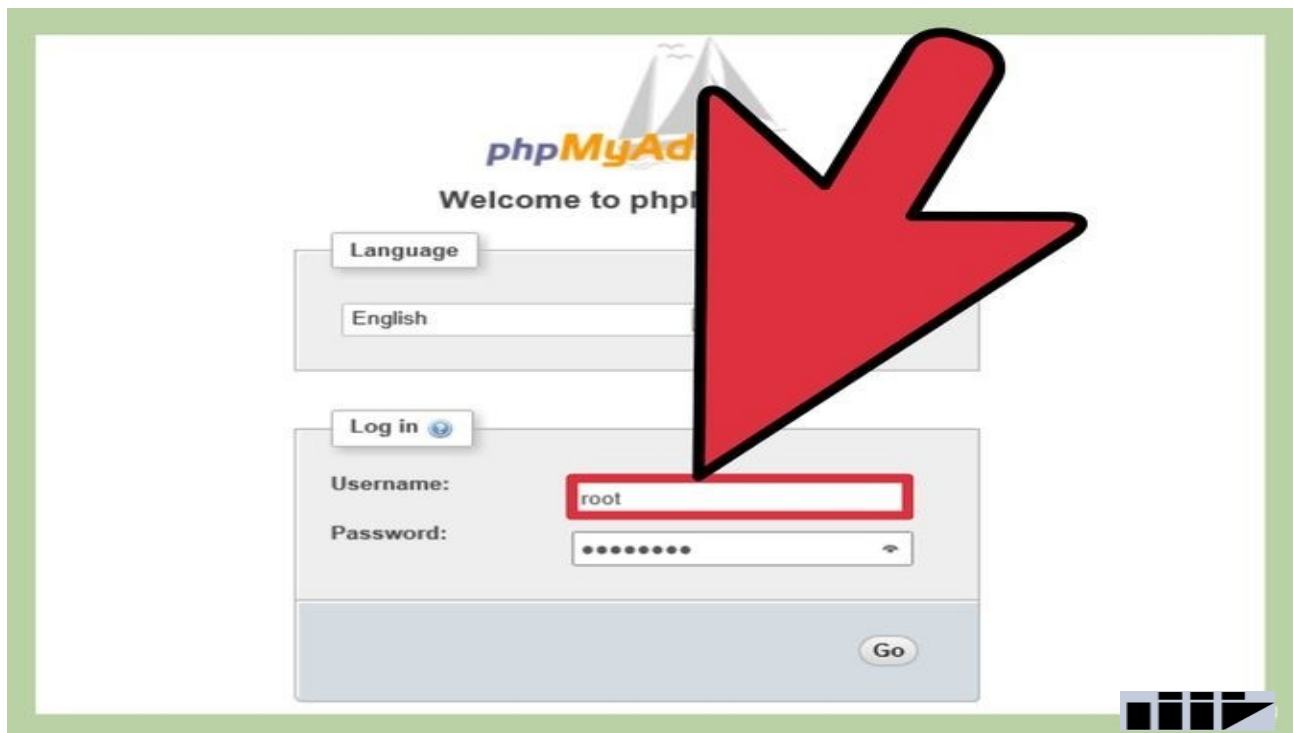 phpMyAd
Welcome to php
Language
English
Log in
Username:
root
Password:
Go